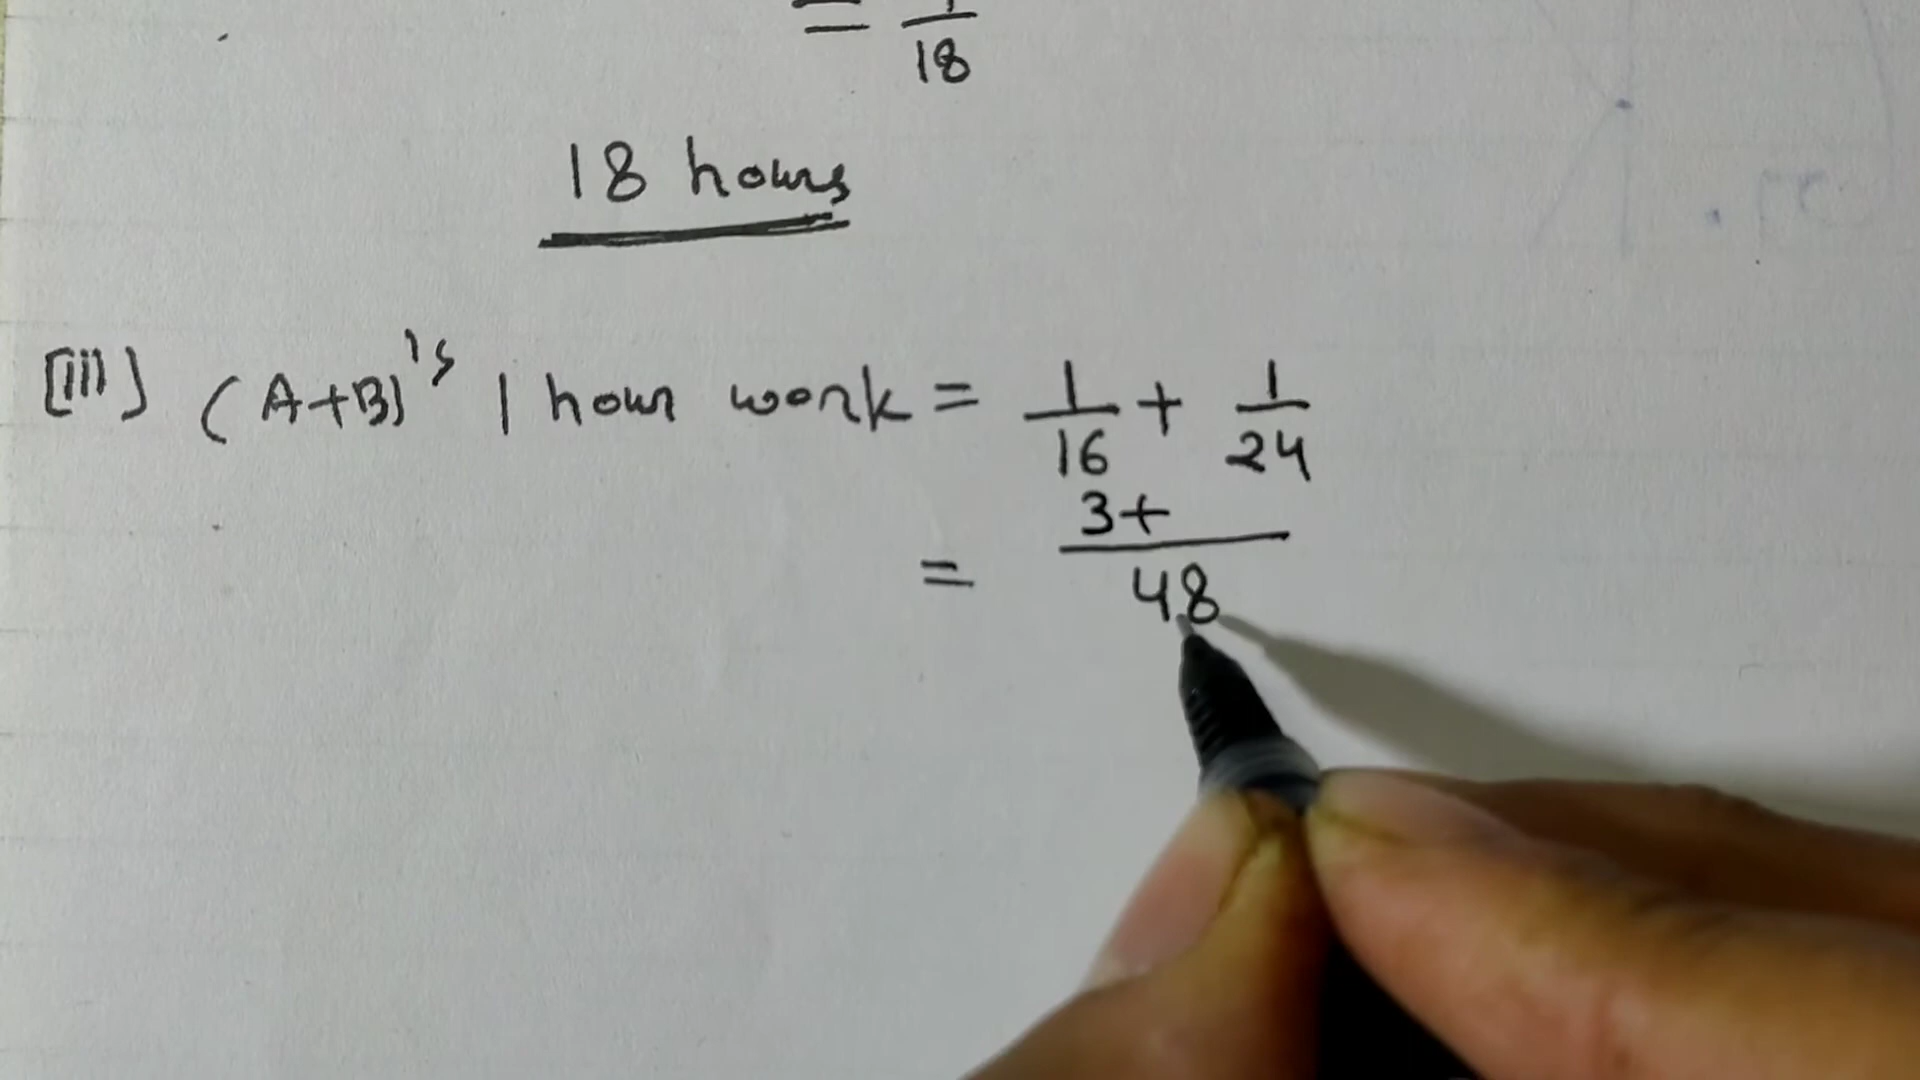 = 1/18
18 hours
[iii] (A+B)'s 1 hour work = 1/16 + 1/24
= 3+/48